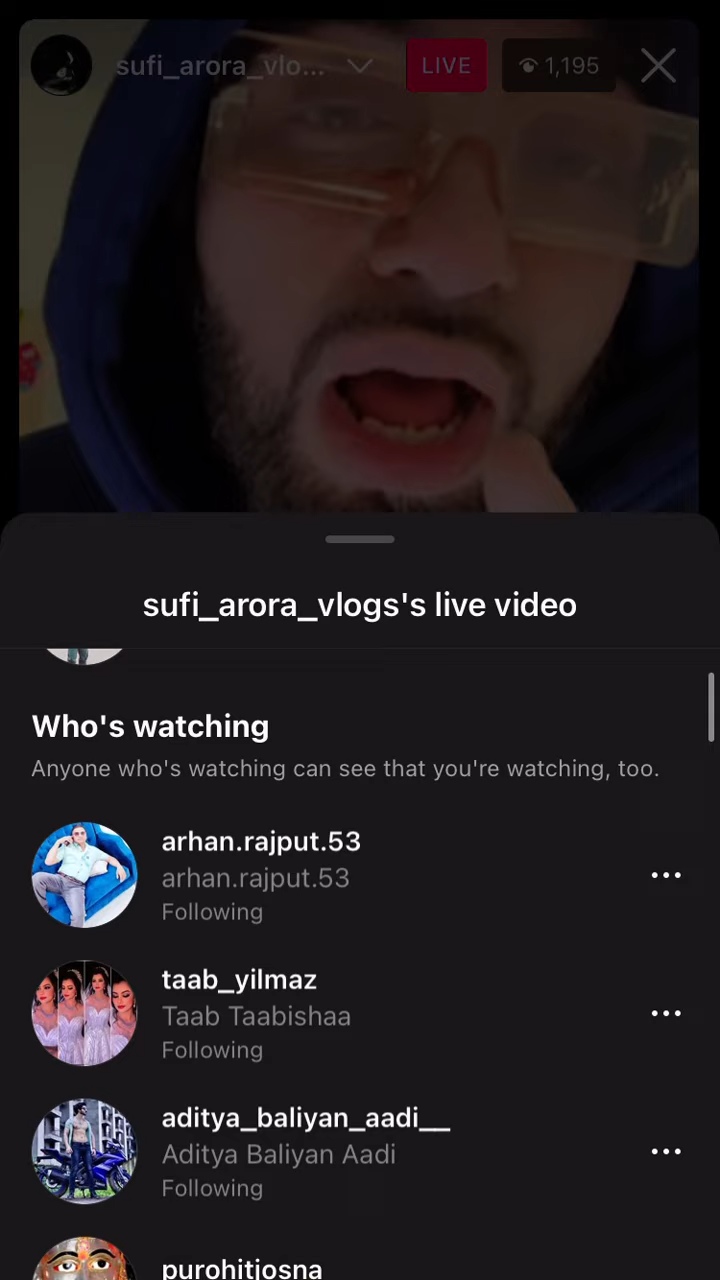 sufi_arora_vlo...
LIVE
1,195
sufi_arora_vlogs's live video
Who's watching
Anyone who's watching can see that you're watching, too.
arhan.rajput.53
arhan.rajput.53
Following
taab_yilmaz
Taab Taabishaa
Following
aditya_baliyan_aadi__
Aditya Baliyan Aadi
Following
purohitjosna